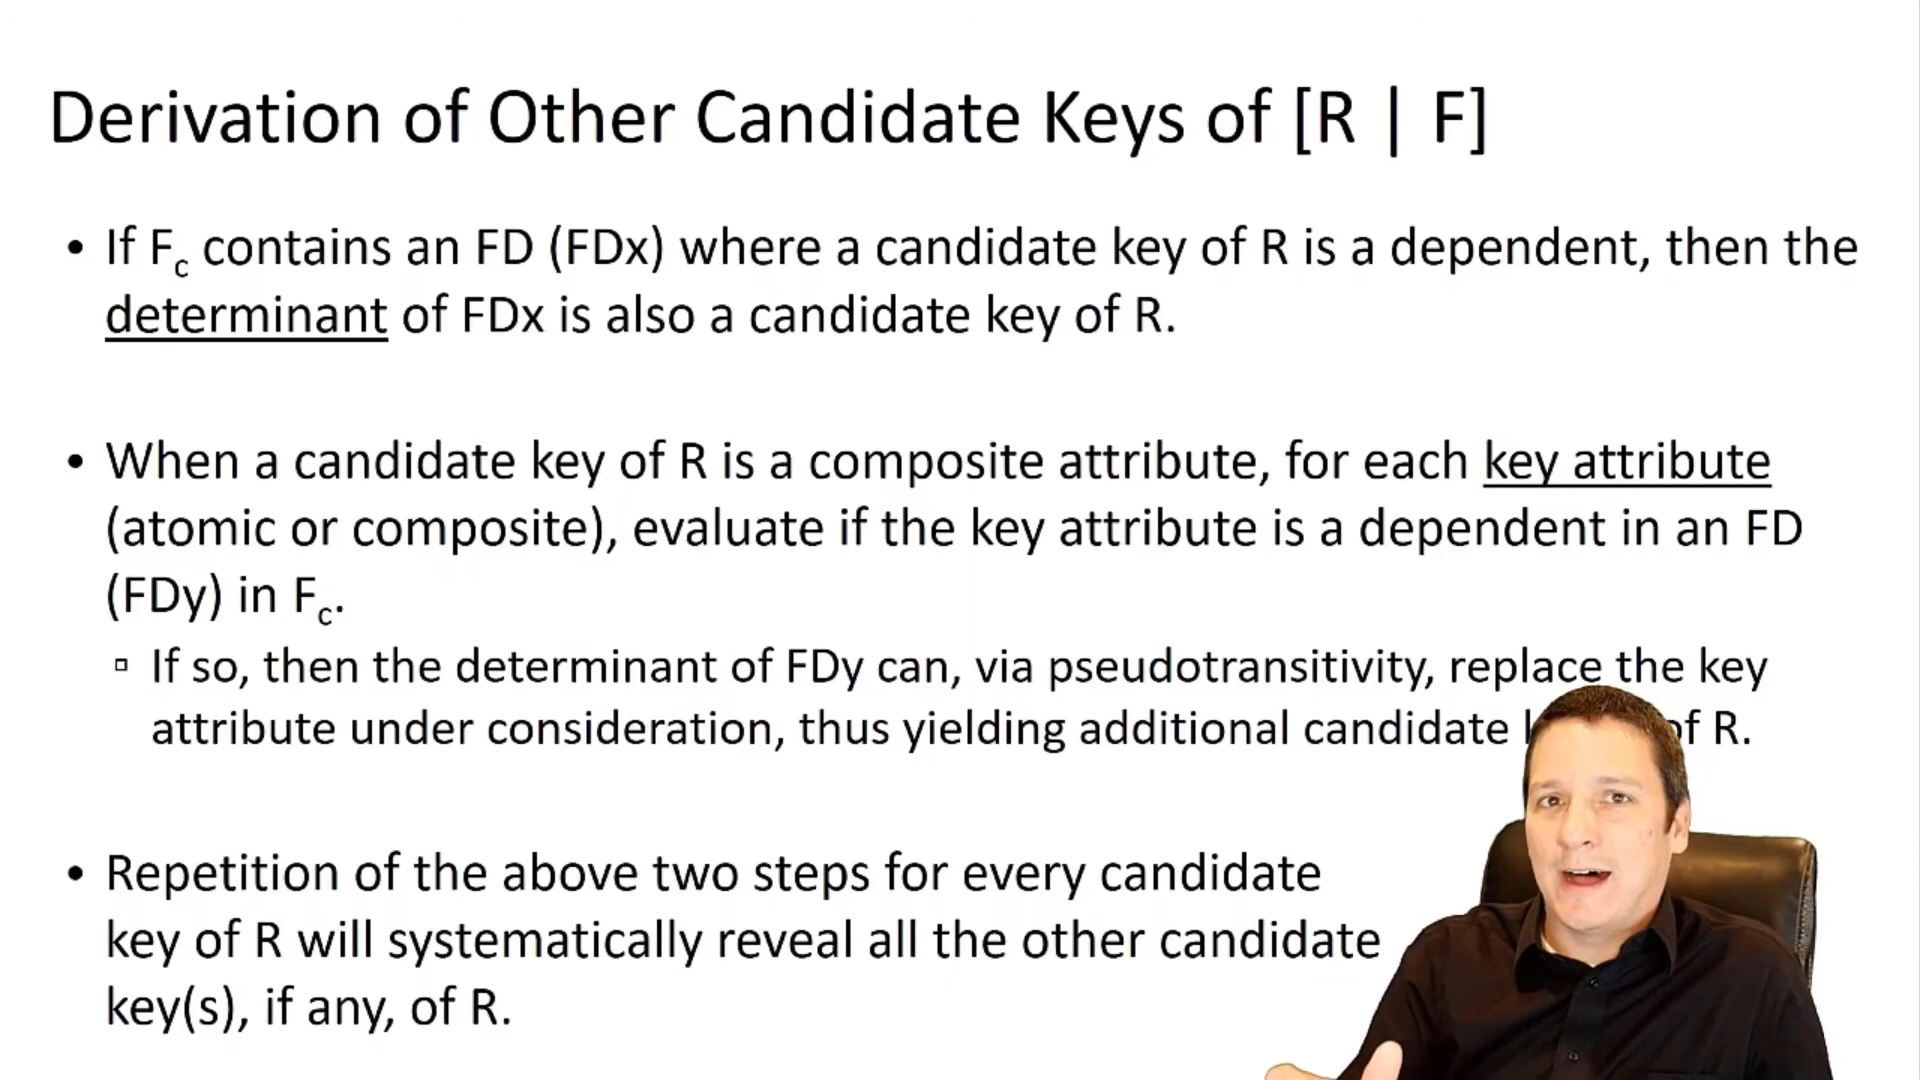 Derivation of Other Candidate Keys of [R | F]
• If Fc contains an FD (FDx) where a candidate key of R is a dependent, then the
determinant of FDx is also a candidate key of R.
• When a candidate key of R is a composite attribute, for each key attribute
(atomic or composite), evaluate if the key attribute is a dependent in an FD
(FDy) in Fc.
▫ If so, then the determinant of FDy can, via pseudotransitivity, replace the key
attribute under consideration, thus yielding additional candidate of R.
• Repetition of the above two steps for every candidate
key of R will systematically reveal all the other candidate
key(s), if any, of R.